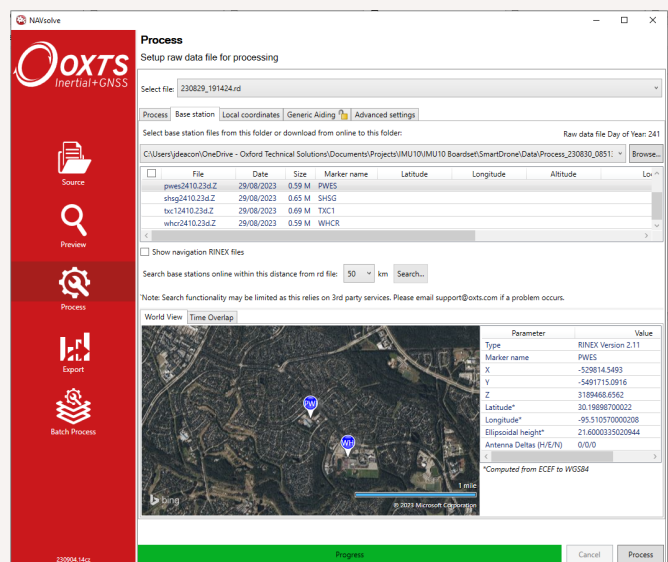 NAVsolve
OXTS
Inertial+GNSS
Source
Preview
Process
Export
Batch Process
230904.14cz
Process
Setup raw data file for processing
Select file: 230829_191424.rd
Process Base station Local coordinates Generic Aiding Advanced settings
Select base station files from this folder or download from online to this folder: Raw data file Day of Year: 241
C:\Users\jdeacon\OneDrive - Oxford Technical Solutions\Documents\Projects\IMU10\IMU10 Boardset\SmartDrone\Data\Process_230830_0851: Browse...
File Date Size Marker name Latitude Longitude Altitude Lo
pwes2410.23d.Z 29/08/2023 0.59 M PWES
shsg2410.23d.Z 29/08/2023 0.65 M SHSG
txc12410.23d.Z 29/08/2023 0.69 M TXC1
whcr2410.23d.Z 29/08/2023 0.59 M WHCR
Show navigation RINEX files
Search base stations online within this distance from rd file: 50 km Search...
*Note: Search functionality may be limited as this relies on 3rd party services. Please email support@oxts.com if a problem occurs.
World View Time Overlap
PW
WH
1 mile
bing
© 2023 Microsoft Corporation
Parameter Value
Type RINEX Version 2.11
Marker name PWES
X -529814.5493
Y -5491715.0916
Z 3189468.6562
Latitude* 30.19898700022
Longitude* -95.510570000208
Ellipsoidal height* 21.6000335020944
Antenna Deltas (H/E/N) 0/0/0
*Computed from ECEF to WGS84
Progress
Cancel Process